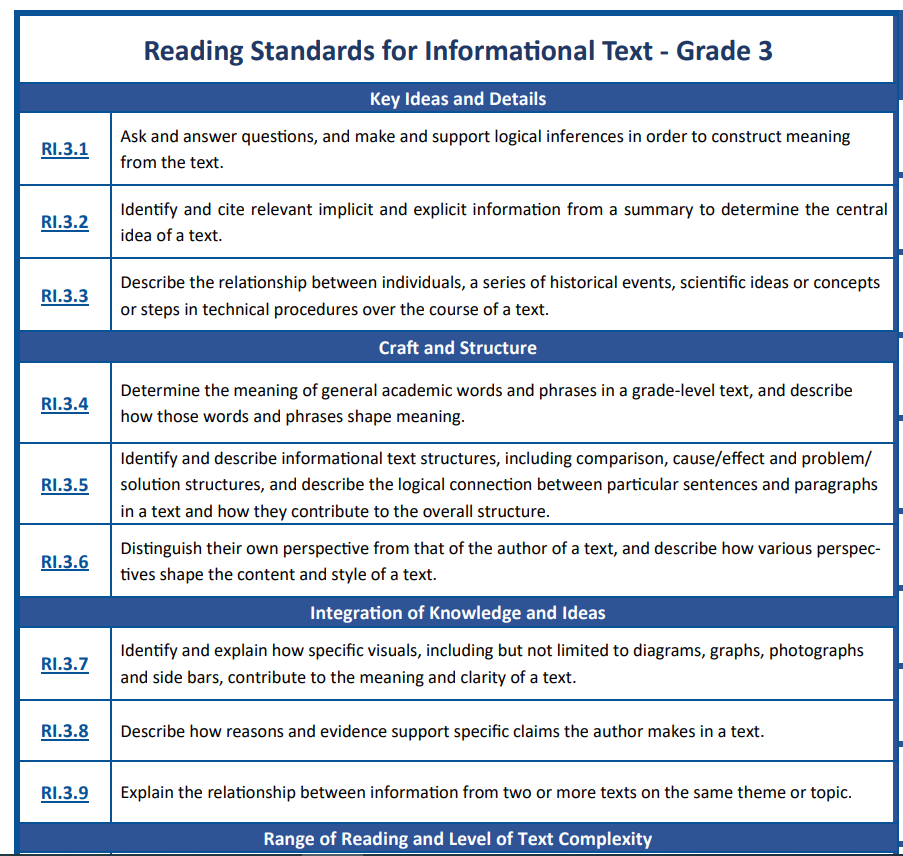 Reading Standards for Informational Text - Grade 3
Key Ideas and Details
RI.3.1
Ask and answer questions, and make and support logical inferences in order to construct meaning
from the text.
RI.3.2
Identify and cite relevant implicit and explicit information from a summary to determine the central
idea of a text.
RI.3.3
Describe the relationship between individuals, a series of historical events, scientific ideas or concepts
or steps in technical procedures over the course of a text.
Craft and Structure
RI.3.4
Determine the meaning of general academic words and phrases in a grade-level text, and describe
how those words and phrases shape meaning.
RI.3.5
Identify and describe informational text structures, including comparison, cause/effect and problem/
solution structures, and describe the logical connection between particular sentences and paragraphs
in a text and how they contribute to the overall structure.
RI.3.6
Distinguish their own perspective from that of the author of a text, and describe how various perspec-
tives shape the content and style of a text.
Integration of Knowledge and Ideas
RI.3.7
Identify and explain how specific visuals, including but not limited to diagrams, graphs, photographs
and side bars, contribute to the meaning and clarity of a text.
RI.3.8
Describe how reasons and evidence support specific claims the author makes in a text.
RI.3.9
Explain the relationship between information from two or more texts on the same theme or topic.
Range of Reading and Level of Text Complexity